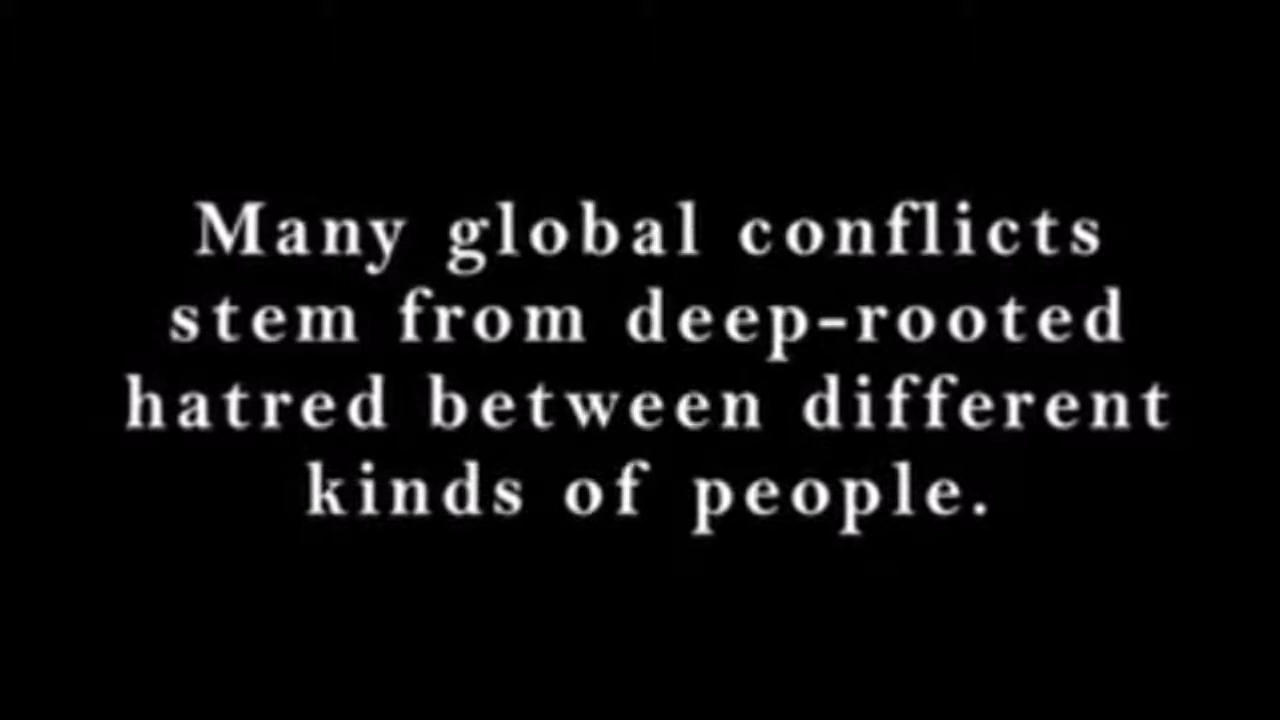 Many global conflicts
stem from deep-rooted
hatred between different
kinds of people.